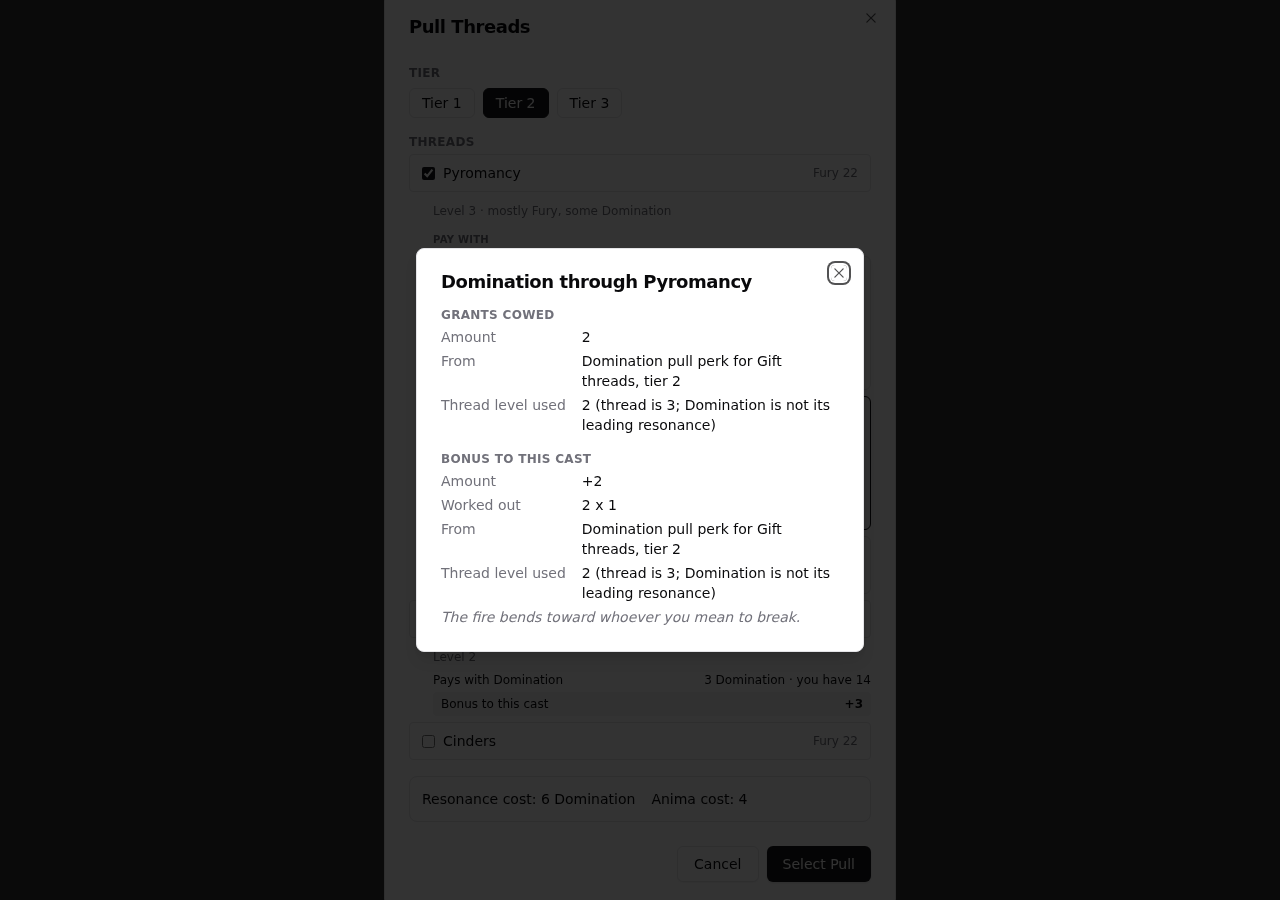 Pull Threads
TIER
Tier 1 Tier 2 Tier 3
THREADS
Pyromancy Fury 22
Level 3 · mostly Fury, some Domination
PAY WITH
Domination through Pyromancy
GRANTS COWED
Amount 2
From Domination pull perk for Gift
threads, tier 2
Thread level used 2 (thread is 3; Domination is not its
leading resonance)
BONUS TO THIS CAST
Amount +2
Worked out 2 x 1
From Domination pull perk for Gift
threads, tier 2
Thread level used 2 (thread is 3; Domination is not its
leading resonance)
The fire bends toward whoever you mean to break.
Level 2
Pays with Domination 3 Domination · you have 14
Bonus to this cast +3
Cinders Fury 22
Resonance cost: 6 Domination Anima cost: 4
Cancel Select Pull